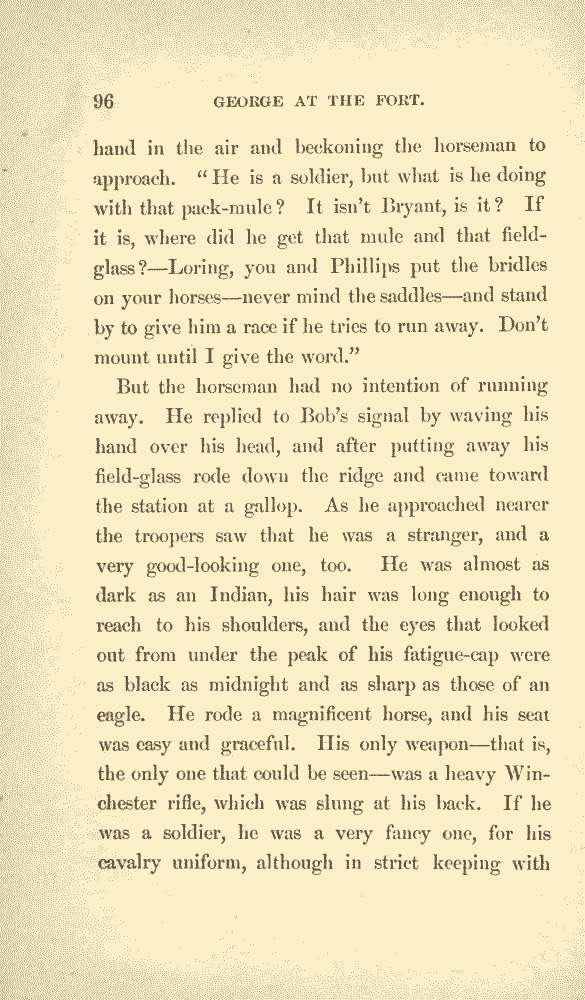 96 GEORGE AT THE FORT.
hand in the air and beckoning the horseman to
approach. “He is a soldier, but what is he doing
with that pack-mule? It isn’t Bryant, is it? If
it is, where did he get that mule and that field-
glass?—Loring, you and Phillips put the bridles
on your horses—never mind the saddles—and stand
by to give him a race if he tries to run away. Don’t
mount until I give the word.”
But the horseman had no intention of running
away. He replied to Bob’s signal by waving his
hand over his head, and after putting away his
field-glass rode down the ridge and came toward
the station at a gallop. As he approached nearer
the troopers saw that he was a stranger, and a
very good-looking one, too. He was almost as
dark as an Indian, his hair was long enough to
reach to his shoulders, and the eyes that looked
out from under the peak of his fatigue-cap were
as black as midnight and as sharp as those of an
eagle. He rode a magnificent horse, and his seat
was easy and graceful. His only weapon—that is,
the only one that could be seen—was a heavy Win-
chester rifle, which was slung at his back. If he
was a soldier, he was a very fancy one, for his
cavalry uniform, although in strict keeping with